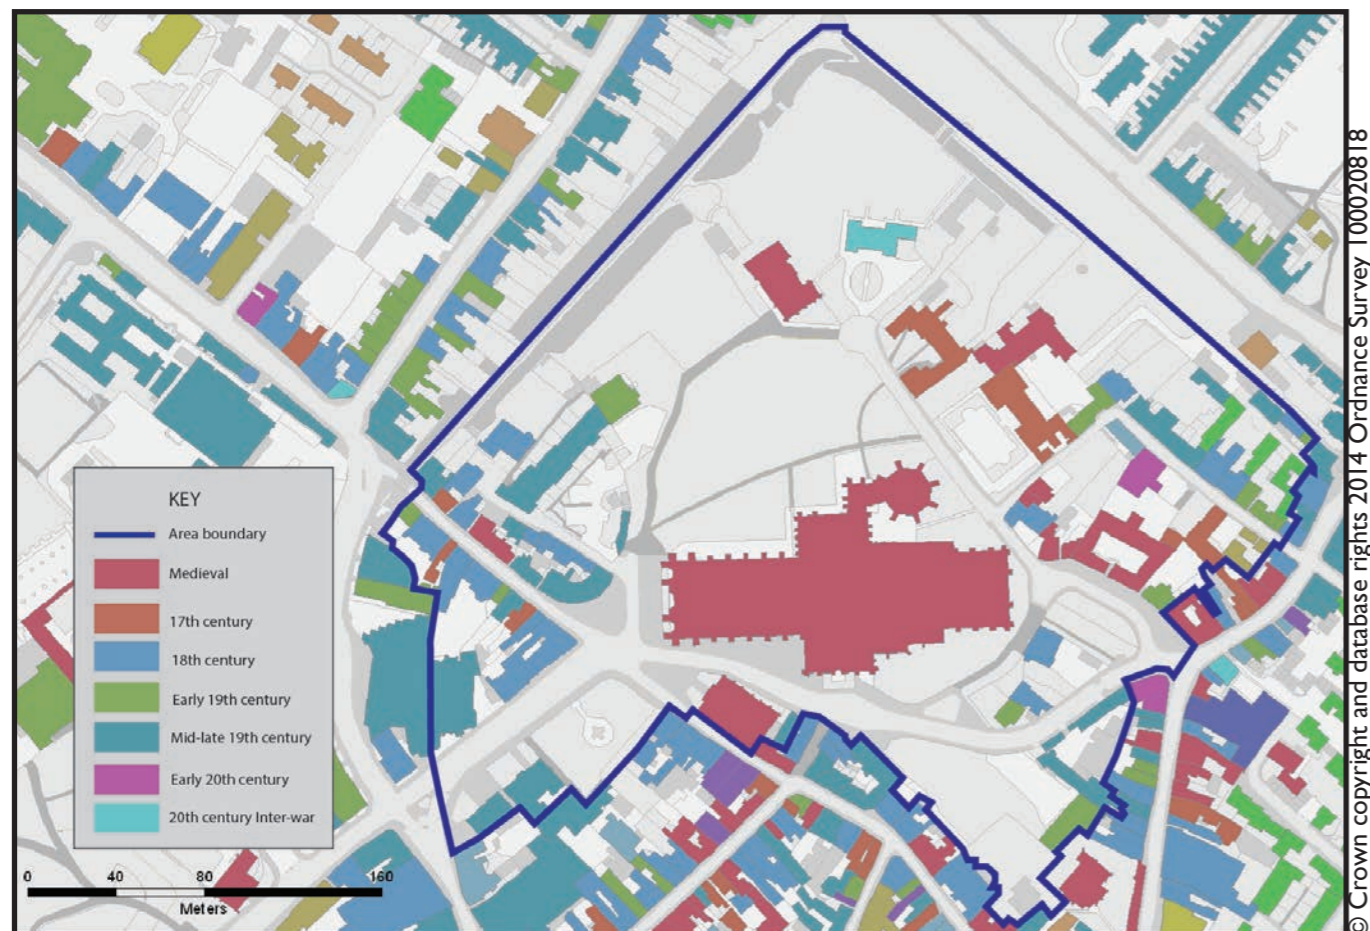 KEY
Area boundary
Medieval
17th century
18th century
Early 19th century
Mid-late 19th century
Early 20th century
20th century Inter-war
0 40 80 160
Meters
© Crown copyright and database rights 2014 Ordnance Survey 100020818